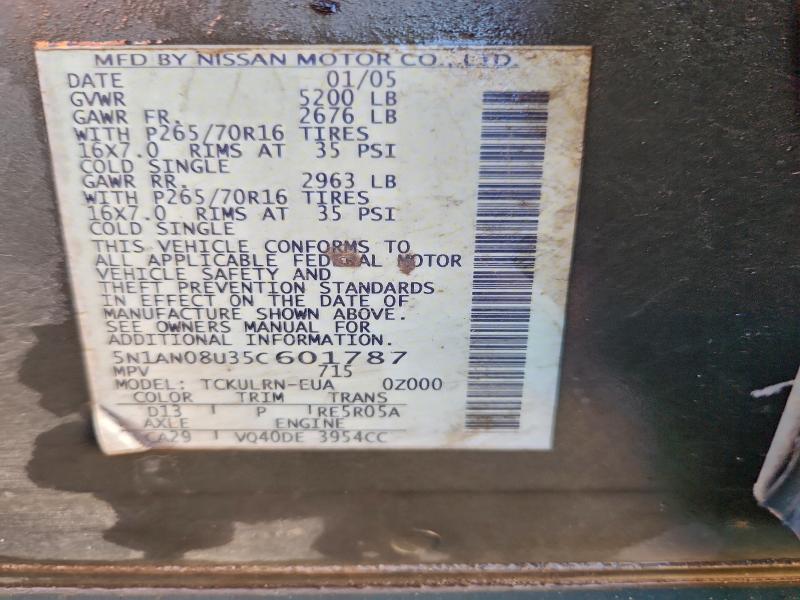 MFD BY NISSAN MOTOR CO., LTD.
DATE 01/05
GVWR 5200 LB
GAWR FR. 2676 LB
WITH P265/70R16 TIRES
16X7.0 RIMS AT 35 PSI
COLD SINGLE
GAWR RR. 2963 LB
WITH P265/70R16 TIRES
16X7.0 RIMS AT 35 PSI
COLD SINGLE
THIS VEHICLE CONFORMS TO
ALL APPLICABLE FEDERAL MOTOR
VEHICLE SAFETY AND
THEFT PREVENTION STANDARDS
IN EFFECT ON THE DATE OF
MANUFACTURE SHOWN ABOVE.
SEE OWNERS MANUAL FOR
ADDITIONAL INFORMATION.
5N1AN08U35C601787
MPV 715
MODEL: TCKULRN-EUA 0Z000
COLOR TRIM TRANS
D13 P RE5R05A
AXLE ENGINE
CA29 VQ40DE 3954CC